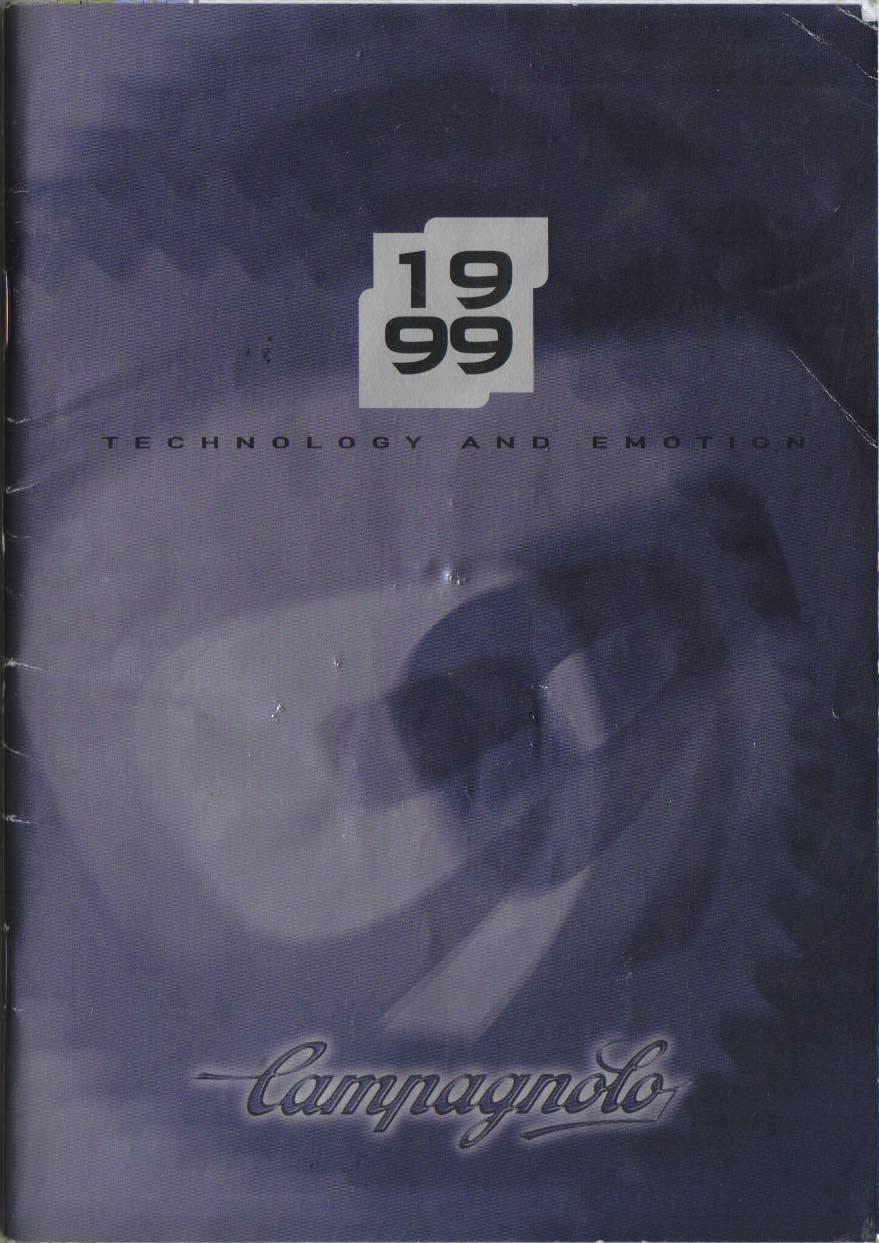 19
99
TECHNOLOGY AND EMOTION
Campagnolo